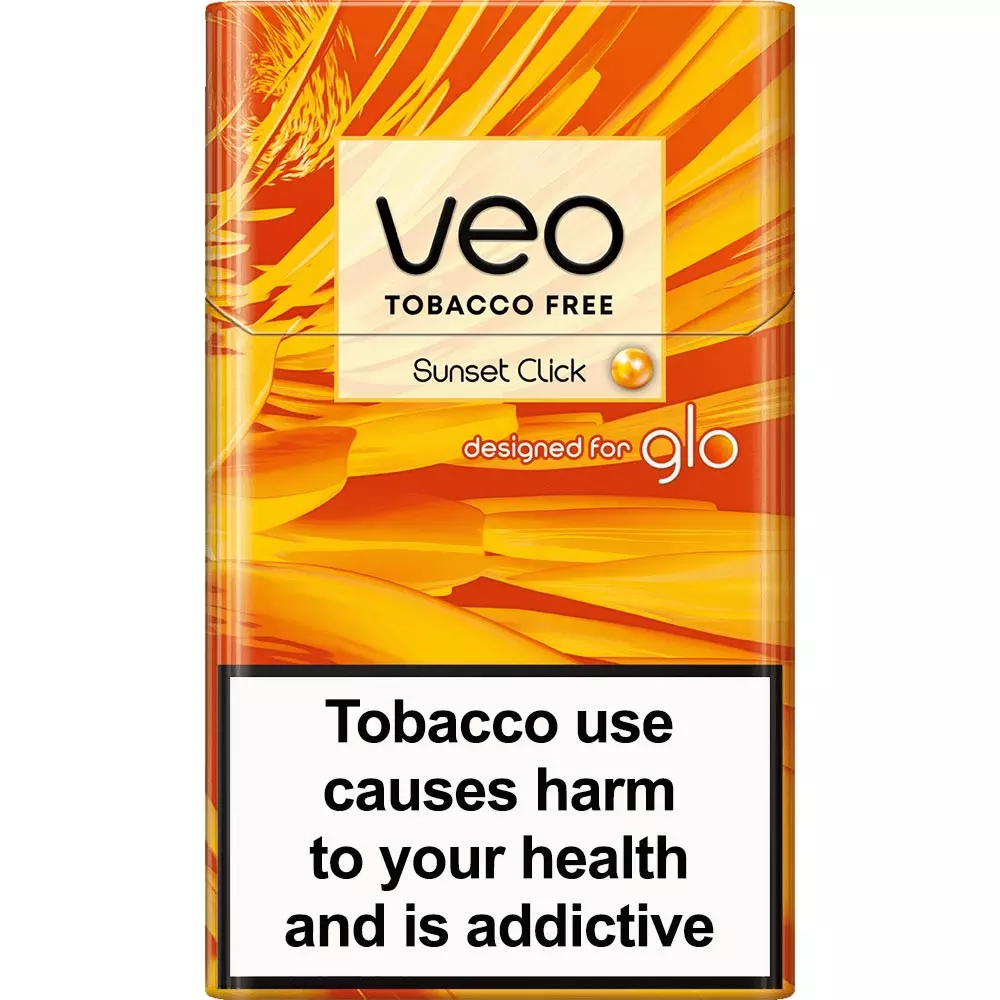 veo
TOBACCO FREE
Sunset Click
designed for glo
Tobacco use
causes harm
to your health
and is addictive